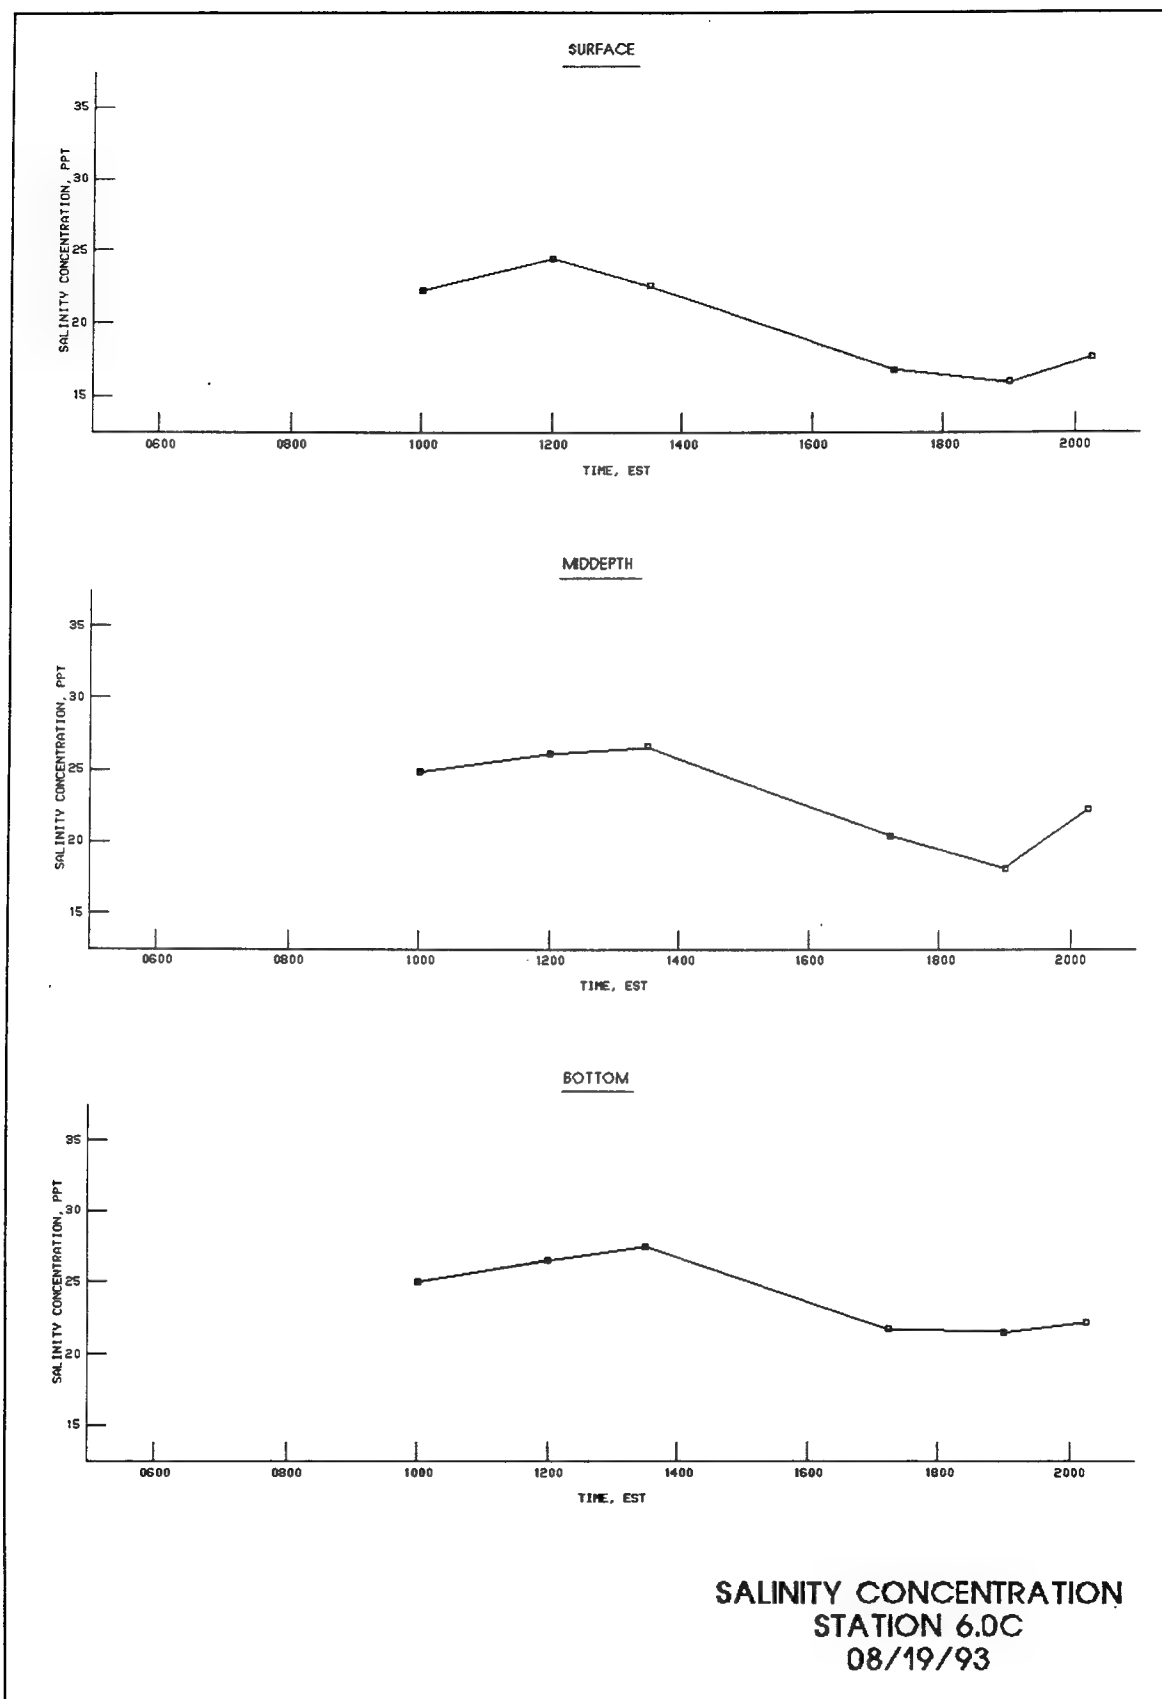 SURFACE
SALINITY CONCENTRATION, PPT
35
30
25
20
15
0600 0800 1000 1200 1400 1600 1800 2000
TIME, EST
MIDDEPTH
SALINITY CONCENTRATION, PPT
35
30
25
20
15
0600 0800 1000 1200 1400 1600 1800 2000
TIME, EST
BOTTOM
SALINITY CONCENTRATION, PPT
35
30
25
20
15
0600 0800 1000 1200 1400 1600 1800 2000
TIME, EST
SALINITY CONCENTRATION
STATION 6.0C
08/19/93